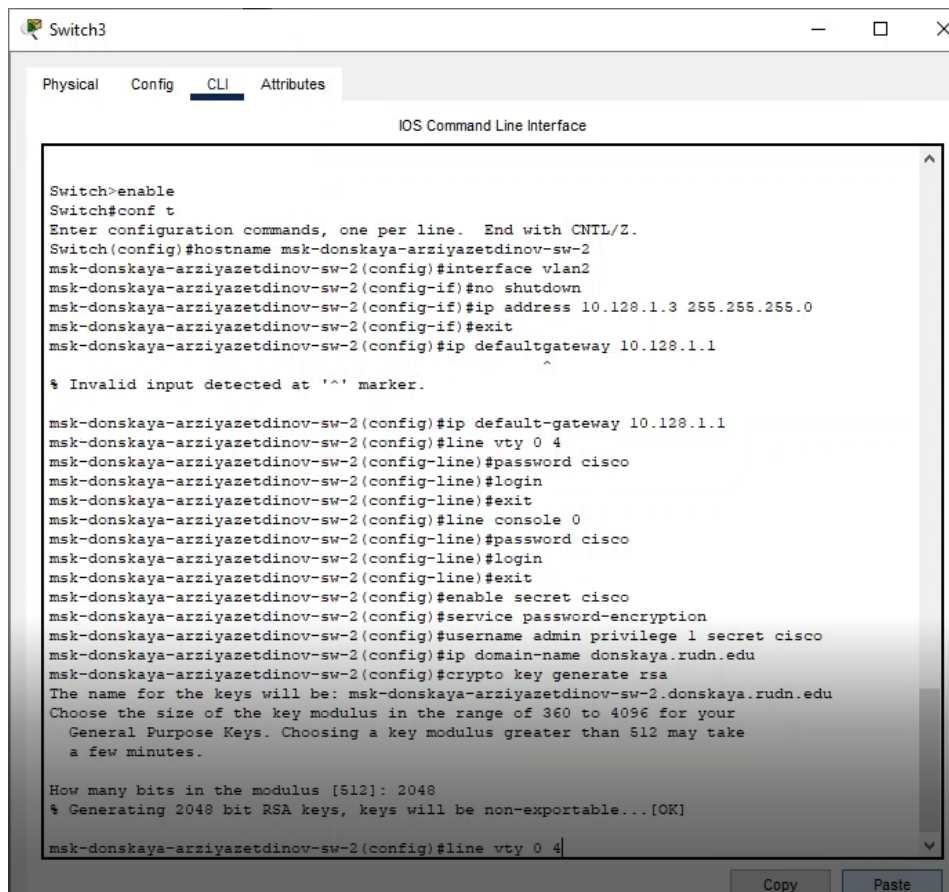 Switch3
Physical Config CLI Attributes
IOS Command Line Interface
Switch>enable
Switch#conf t
Enter configuration commands, one per line. End with CNTL/Z.
Switch(config)#hostname msk-donskaya-arziyazetdinov-sw-2
msk-donskaya-arziyazetdinov-sw-2(config)#interface vlan2
msk-donskaya-arziyazetdinov-sw-2(config-if)#no shutdown
msk-donskaya-arziyazetdinov-sw-2(config-if)#ip address 10.128.1.3 255.255.255.0
msk-donskaya-arziyazetdinov-sw-2(config-if)#exit
msk-donskaya-arziyazetdinov-sw-2(config)#ip defaultgateway 10.128.1.1
^
% Invalid input detected at '^' marker.
msk-donskaya-arziyazetdinov-sw-2(config)#ip default-gateway 10.128.1.1
msk-donskaya-arziyazetdinov-sw-2(config)#line vty 0 4
msk-donskaya-arziyazetdinov-sw-2(config-line)#password cisco
msk-donskaya-arziyazetdinov-sw-2(config-line)#login
msk-donskaya-arziyazetdinov-sw-2(config-line)#exit
msk-donskaya-arziyazetdinov-sw-2(config)#line console 0
msk-donskaya-arziyazetdinov-sw-2(config-line)#password cisco
msk-donskaya-arziyazetdinov-sw-2(config-line)#login
msk-donskaya-arziyazetdinov-sw-2(config-line)#exit
msk-donskaya-arziyazetdinov-sw-2(config)#enable secret cisco
msk-donskaya-arziyazetdinov-sw-2(config)#service password-encryption
msk-donskaya-arziyazetdinov-sw-2(config)#username admin privilege 1 secret cisco
msk-donskaya-arziyazetdinov-sw-2(config)#ip domain-name donskaya.rudn.edu
msk-donskaya-arziyazetdinov-sw-2(config)#crypto key generate rsa
The name for the keys will be: msk-donskaya-arziyazetdinov-sw-2.donskaya.rudn.edu
Choose the size of the key modulus in the range of 360 to 4096 for your
General Purpose Keys. Choosing a key modulus greater than 512 may take
a few minutes.
How many bits in the modulus [512]: 2048
% Generating 2048 bit RSA keys, keys will be non-exportable...[OK]
msk-donskaya-arziyazetdinov-sw-2(config)#line vty 0 4
Copy Paste